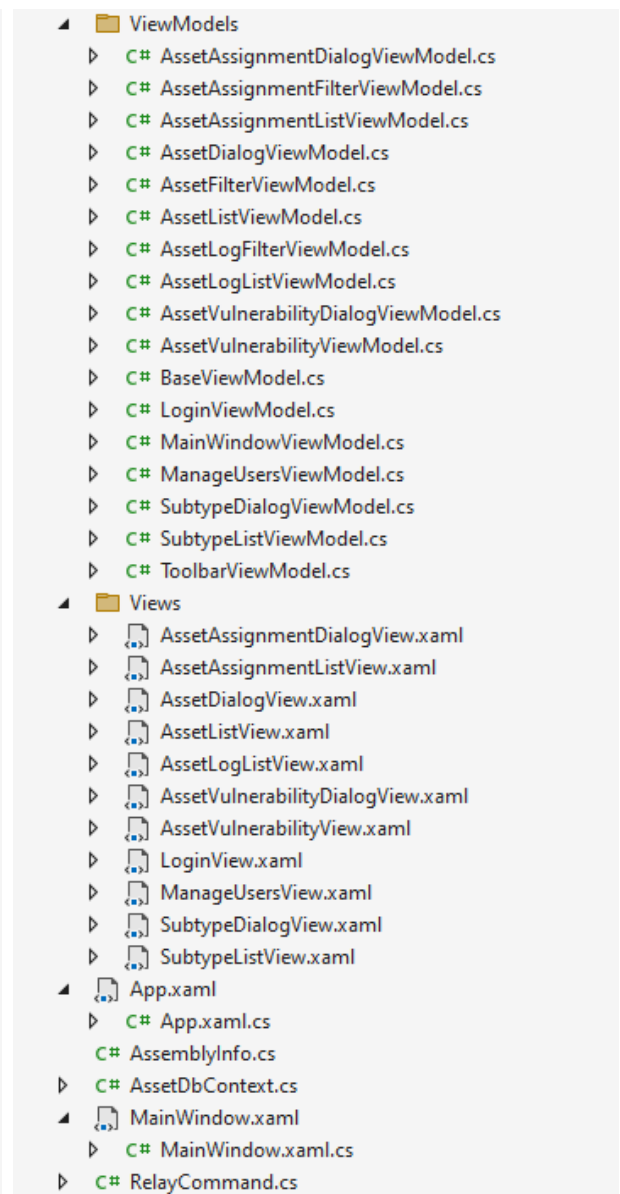 ViewModels
C# AssetAssignmentDialogViewModel.cs
C# AssetAssignmentFilterViewModel.cs
C# AssetAssignmentListViewModel.cs
C# AssetDialogViewModel.cs
C# AssetFilterViewModel.cs
C# AssetListViewModel.cs
C# AssetLogFilterViewModel.cs
C# AssetLogListViewModel.cs
C# AssetVulnerabilityDialogViewModel.cs
C# AssetVulnerabilityViewModel.cs
C# BaseViewModel.cs
C# LoginViewModel.cs
C# MainWindowViewModel.cs
C# ManageUsersViewModel.cs
C# SubtypeDialogViewModel.cs
C# SubtypeListViewModel.cs
C# ToolbarViewModel.cs
Views
AssetAssignmentDialogView.xaml
AssetAssignmentListView.xaml
AssetDialogView.xaml
AssetListView.xaml
AssetLogListView.xaml
AssetVulnerabilityDialogView.xaml
AssetVulnerabilityView.xaml
LoginView.xaml
ManageUsersView.xaml
SubtypeDialogView.xaml
SubtypeListView.xaml
App.xaml
C# App.xaml.cs
C# AssemblyInfo.cs
C# AssetDbContext.cs
MainWindow.xaml
C# MainWindow.xaml.cs
C# RelayCommand.cs